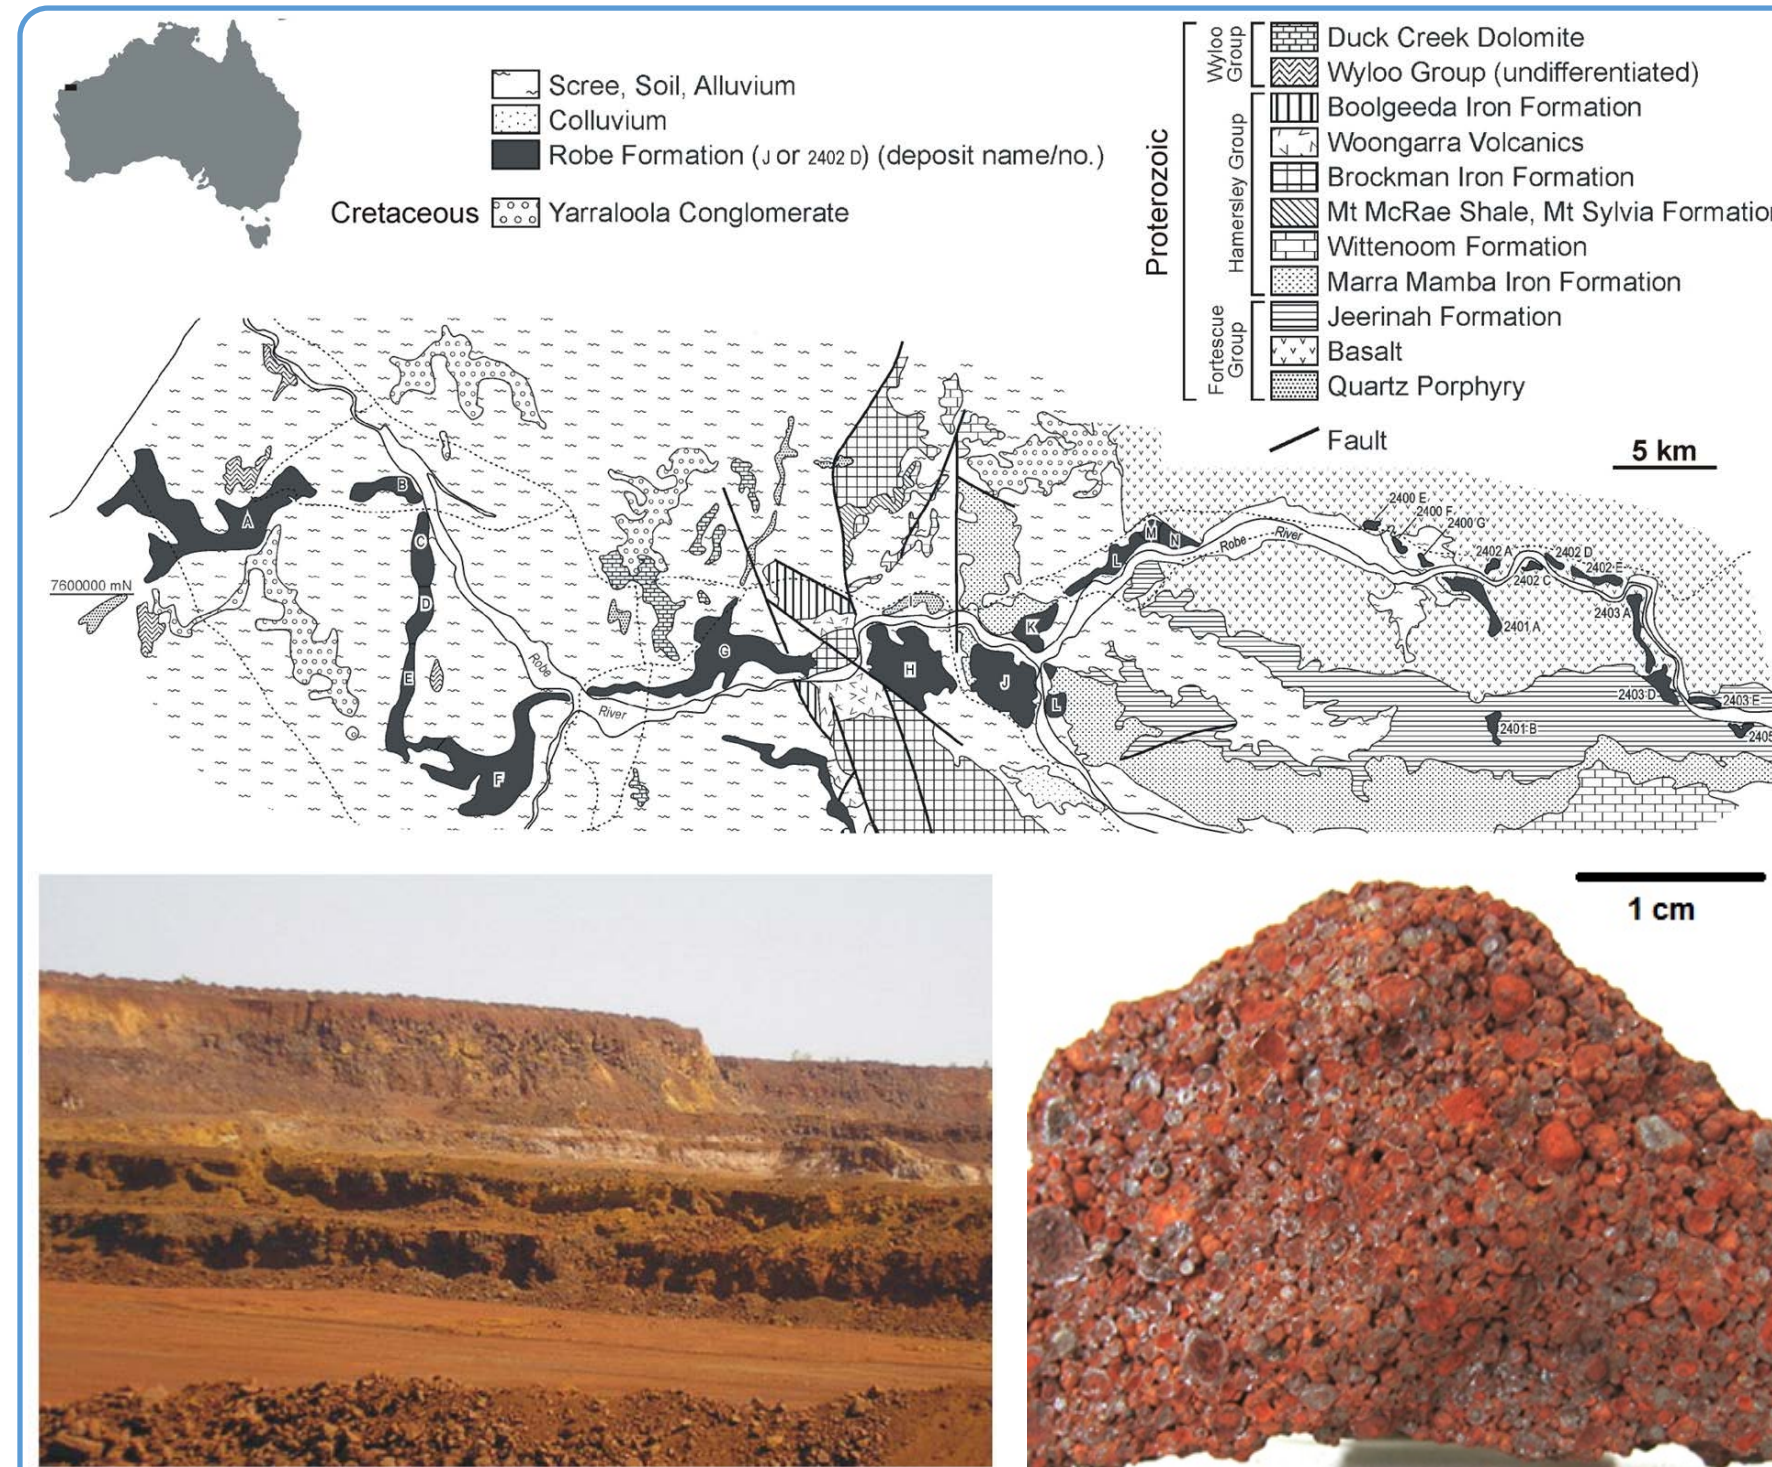 Scree, Soil, Alluvium
Colluvium
Robe Formation (J or 2402 D) (deposit name/no.)
Cretaceous
Yarraloola Conglomerate
Proterozoic
Wyloo Group
Duck Creek Dolomite
Wyloo Group (undifferentiated)
Hamersley Group
Boolgeeda Iron Formation
Woongarra Volcanics
Brockman Iron Formation
Mt McRae Shale, Mt Sylvia Formation
Wittenoom Formation
Marra Mamba Iron Formation
Fortescue Group
Jeerinah Formation
Basalt
Quartz Porphyry
Fault
5 km
7600000 mN
A
B
C
D
E
F
Robe
River
G
H
I
J
K
L
L
M
N
Robe River
2400 E
2400 F
2400 G
2402 A
2402 C
2402 D
2402 E
2401 A
2403 A
2403 D
2403 E
2401 B
2405
1 cm